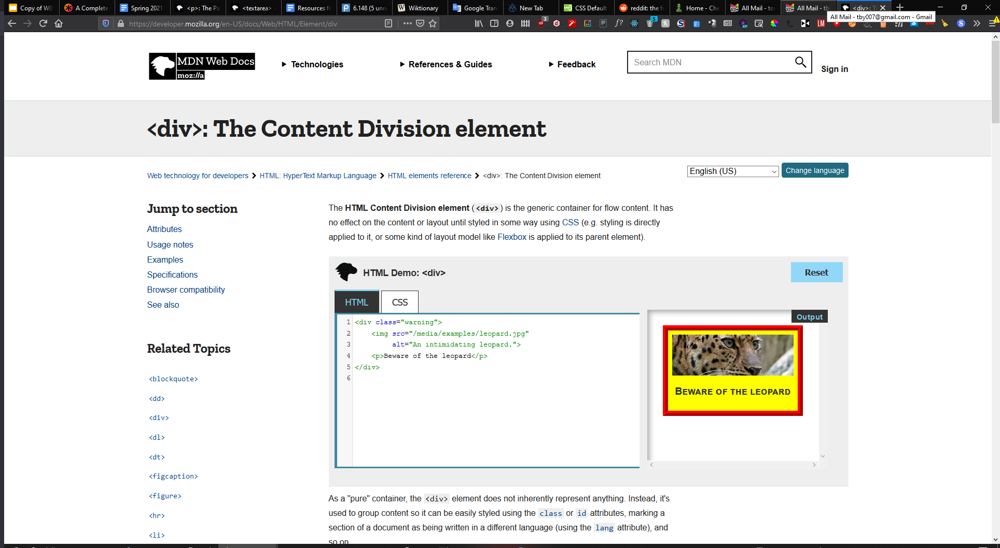 Copy of W0
A Complete
Spring 2021
<p>: The Pa
<textarea>
Resources fo
6.148 (5 unre
Wiktionary
Google Tran
New Tab
CSS Default
reddit: the f
Home - Che
All Mail - to
All Mail - tb
<div>: T
All Mail - tby007@gmail.com - Gmail
https://developer.mozilla.org/en-US/docs/Web/HTML/Element/div
MDN Web Docs
moz://a
Technologies
References & Guides
Feedback
Search MDN
Sign in
<div>: The Content Division element
Web technology for developers HTML: HyperText Markup Language HTML elements reference <div>: The Content Division element
English (US)
Change language
Jump to section
Attributes
Usage notes
Examples
Specifications
Browser compatibility
See also
Related Topics
<blockquote>
<dd>
<div>
<dl>
<dt>
<figcaption>
<figure>
<hr>
<li>
The HTML Content Division element (<div>) is the generic container for flow content. It has
no effect on the content or layout until styled in some way using CSS (e.g. styling is directly
applied to it, or some kind of layout model like Flexbox is applied to its parent element).
HTML Demo: <div>
Reset
HTML
CSS
1 <div class="warning">
2 <img src="/media/examples/leopard.jpg"
3 alt="An intimidating leopard.">
4 <p>Beware of the leopard</p>
5 </div>
6
Output
BEWARE OF THE LEOPARD
As a "pure" container, the <div> element does not inherently represent anything. Instead, it's
used to group content so it can be easily styled using the class or id attributes, marking a
section of a document as being written in a different language (using the lang attribute), and
so on.